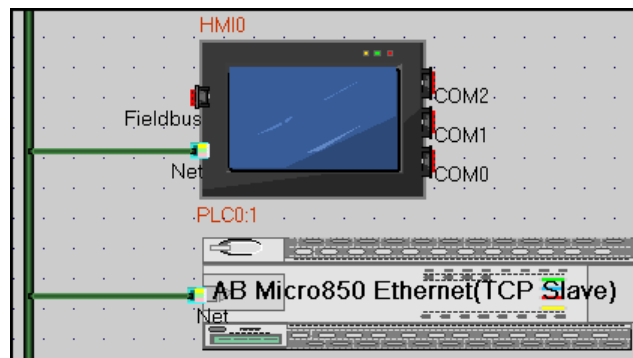 HMI0
COM2
Fieldbus
COM1
Net
COM0
PLC0:1
AB Micro850 Ethernet(TCP Slave)
Net